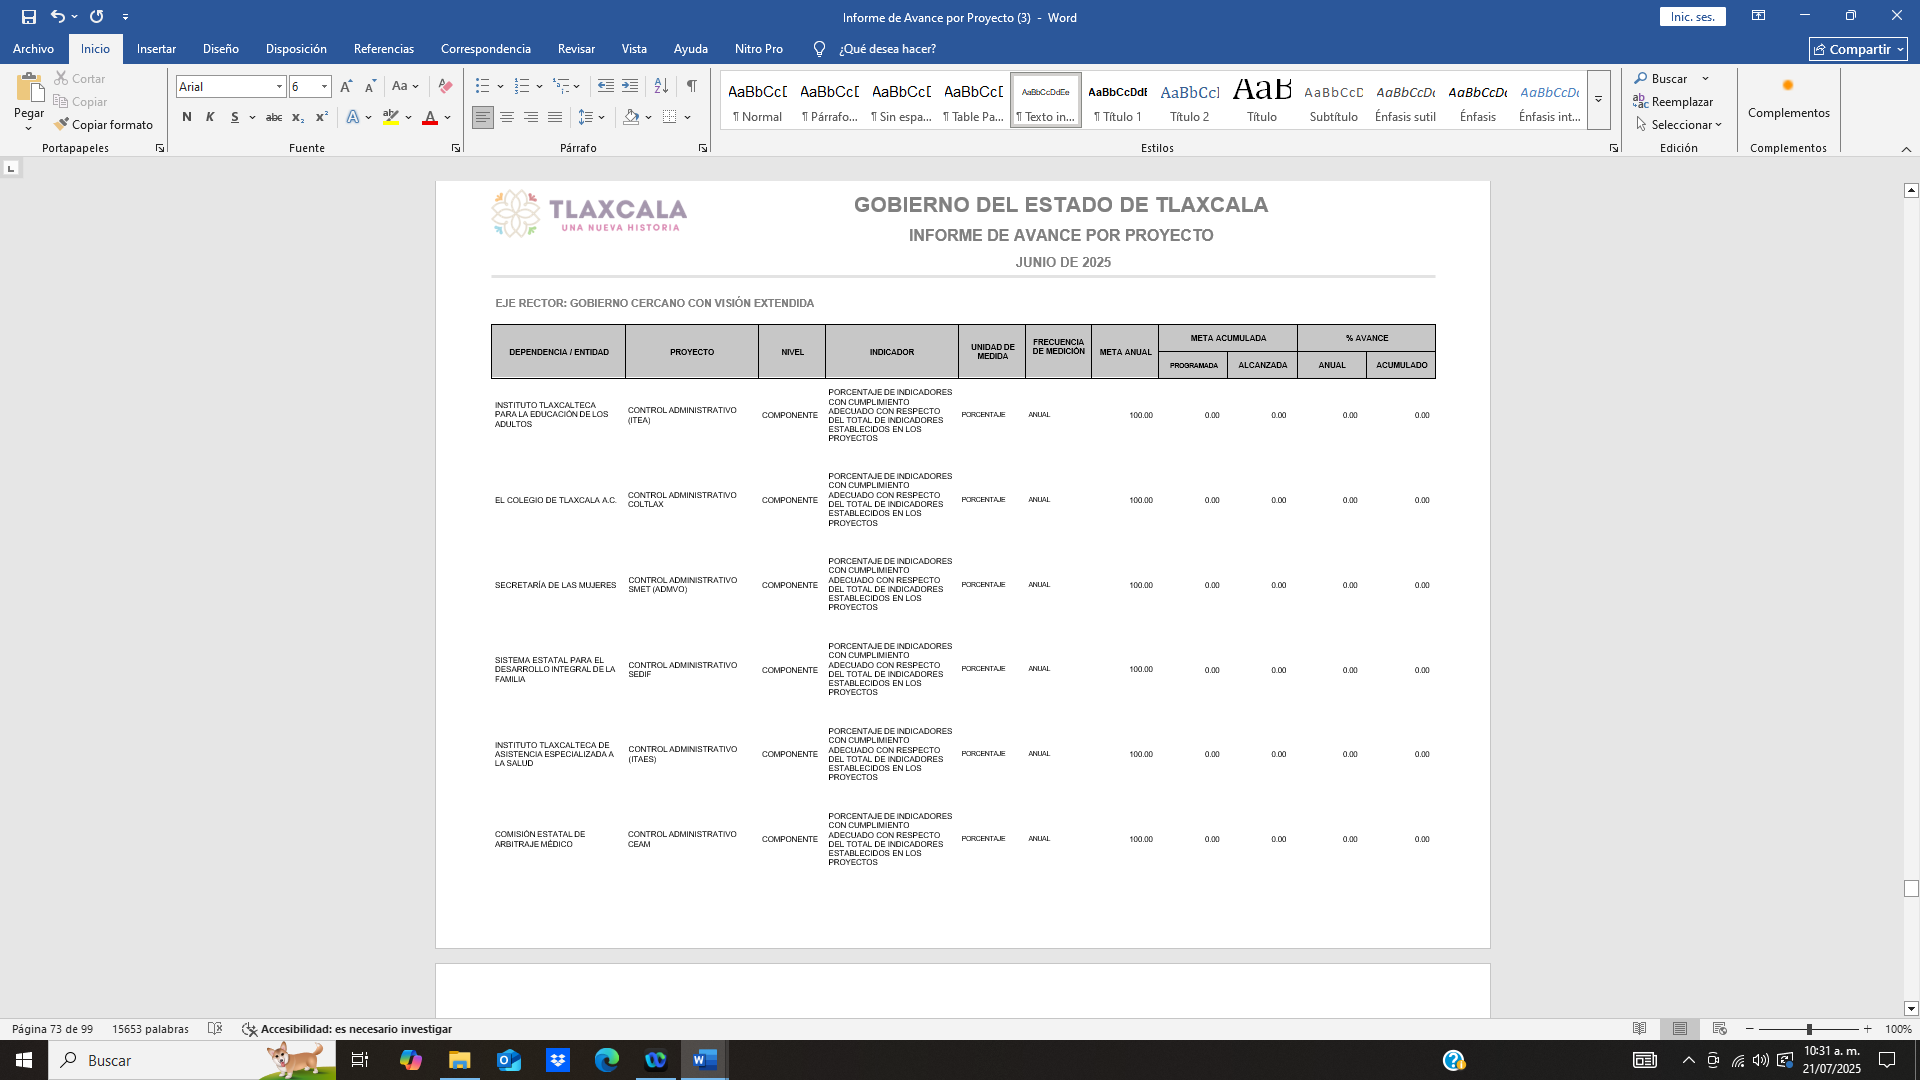 Informe de Avance por Proyecto (3) - Word
Inic. ses.
Archivo Inicio Insertar Diseño Disposición Referencias Correspondencia Revisar Vista Ayuda Nitro Pro ¿Qué desea hacer? Compartir
Pegar
Cortar
Copiar
Copiar formato
Portapapeles
Arial 6
Aa
N K S abc x₂ x²
Fuente
Párrafo
¶ Normal
¶ Párrafo...
¶ Sin espa...
¶ Table Pa...
¶ Texto in...
¶ Título 1
Título 2
Título
Subtítulo
Énfasis sutil
Énfasis
Énfasis int...
Estilos
Buscar
Reemplazar
Seleccionar
Edición
Complementos
Complementos
TLAXCALA
UNA NUEVA HISTORIA
GOBIERNO DEL ESTADO DE TLAXCALA
INFORME DE AVANCE POR PROYECTO
JUNIO DE 2025
EJE RECTOR: GOBIERNO CERCANO CON VISIÓN EXTENDIDA
DEPENDENCIA / ENTIDAD
PROYECTO
NIVEL
INDICADOR
UNIDAD DE
MEDIDA
FRECUENCIA
DE MEDICIÓN
META ANUAL
META ACUMULADA
PROGRAMADA
ALCANZADA
% AVANCE
ANUAL
ACUMULADO
INSTITUTO TLAXCALTECA
PARA LA EDUCACIÓN DE LOS
ADULTOS
CONTROL ADMINISTRATIVO
(ITEA)
COMPONENTE
PORCENTAJE DE INDICADORES
CON CUMPLIMIENTO
ADECUADO CON RESPECTO
DEL TOTAL DE INDICADORES
ESTABLECIDOS EN LOS
PROYECTOS
PORCENTAJE
ANUAL
100.00 0.00 0.00 0.00 0.00
EL COLEGIO DE TLAXCALA A.C.
CONTROL ADMINISTRATIVO
COLTLAX
COMPONENTE
PORCENTAJE DE INDICADORES
CON CUMPLIMIENTO
ADECUADO CON RESPECTO
DEL TOTAL DE INDICADORES
ESTABLECIDOS EN LOS
PROYECTOS
PORCENTAJE
ANUAL
100.00 0.00 0.00 0.00 0.00
SECRETARÍA DE LAS MUJERES
CONTROL ADMINISTRATIVO
SMET (ADMVO)
COMPONENTE
PORCENTAJE DE INDICADORES
CON CUMPLIMIENTO
ADECUADO CON RESPECTO
DEL TOTAL DE INDICADORES
ESTABLECIDOS EN LOS
PROYECTOS
PORCENTAJE
ANUAL
100.00 0.00 0.00 0.00 0.00
SISTEMA ESTATAL PARA EL
DESARROLLO INTEGRAL DE LA
FAMILIA
CONTROL ADMINISTRATIVO
SEDIF
COMPONENTE
PORCENTAJE DE INDICADORES
CON CUMPLIMIENTO
ADECUADO CON RESPECTO
DEL TOTAL DE INDICADORES
ESTABLECIDOS EN LOS
PROYECTOS
PORCENTAJE
ANUAL
100.00 0.00 0.00 0.00 0.00
INSTITUTO TLAXCALTECA DE
ASISTENCIA ESPECIALIZADA A
LA SALUD
CONTROL ADMINISTRATIVO
(ITAES)
COMPONENTE
PORCENTAJE DE INDICADORES
CON CUMPLIMIENTO
ADECUADO CON RESPECTO
DEL TOTAL DE INDICADORES
ESTABLECIDOS EN LOS
PROYECTOS
PORCENTAJE
ANUAL
100.00 0.00 0.00 0.00 0.00
COMISIÓN ESTATAL DE
ARBITRAJE MÉDICO
CONTROL ADMINISTRATIVO
CEAM
COMPONENTE
PORCENTAJE DE INDICADORES
CON CUMPLIMIENTO
ADECUADO CON RESPECTO
DEL TOTAL DE INDICADORES
ESTABLECIDOS EN LOS
PROYECTOS
PORCENTAJE
ANUAL
100.00 0.00 0.00 0.00 0.00
Página 73 de 99 15653 palabras Accesibilidad: es necesario investigar 100%
Buscar
10:31 a. m.
21/07/2025